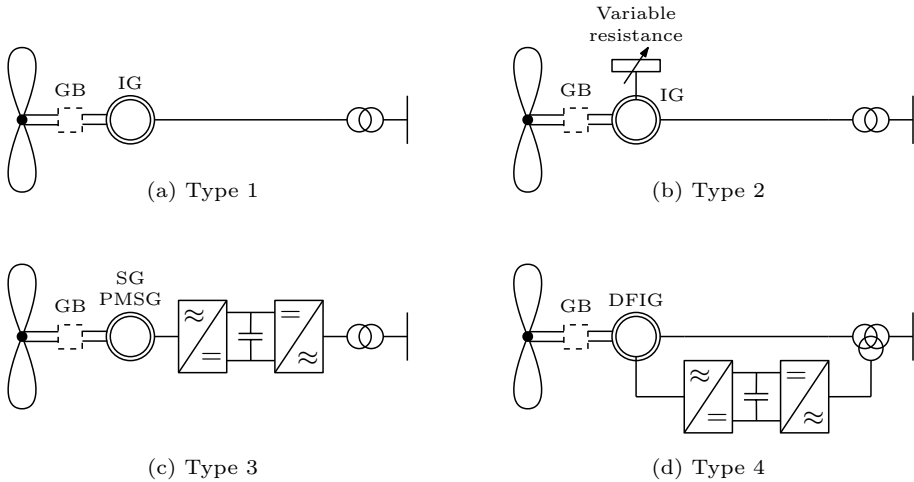 Variable
resistance
GB
IG
GB
IG
(a) Type 1
(b) Type 2
SG
PMSG
GB
GB
DFIG
(c) Type 3
(d) Type 4